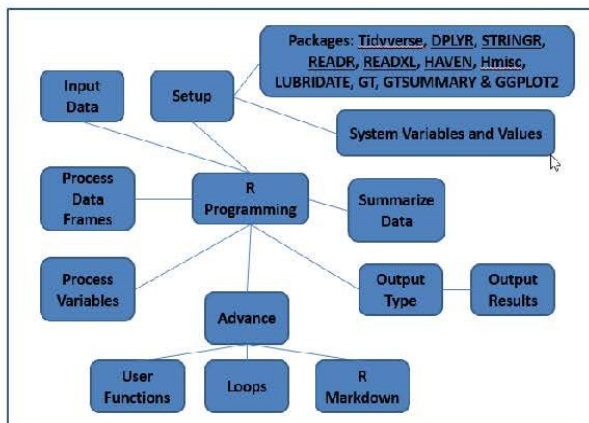 Packages: Tidyverse, DPLYR, STRINGR,
READR, READXL, HAVEN, Hmisc,
LUBRIDATE, GT, GTSUMMARY & GGPLOT2
Input
Data
Setup
System Variables and Values
Process
Data
Frames
R
Programming
Summarize
Data
Process
Variables
Output
Type
Output
Results
Advance
User
Functions
Loops
R
Markdown